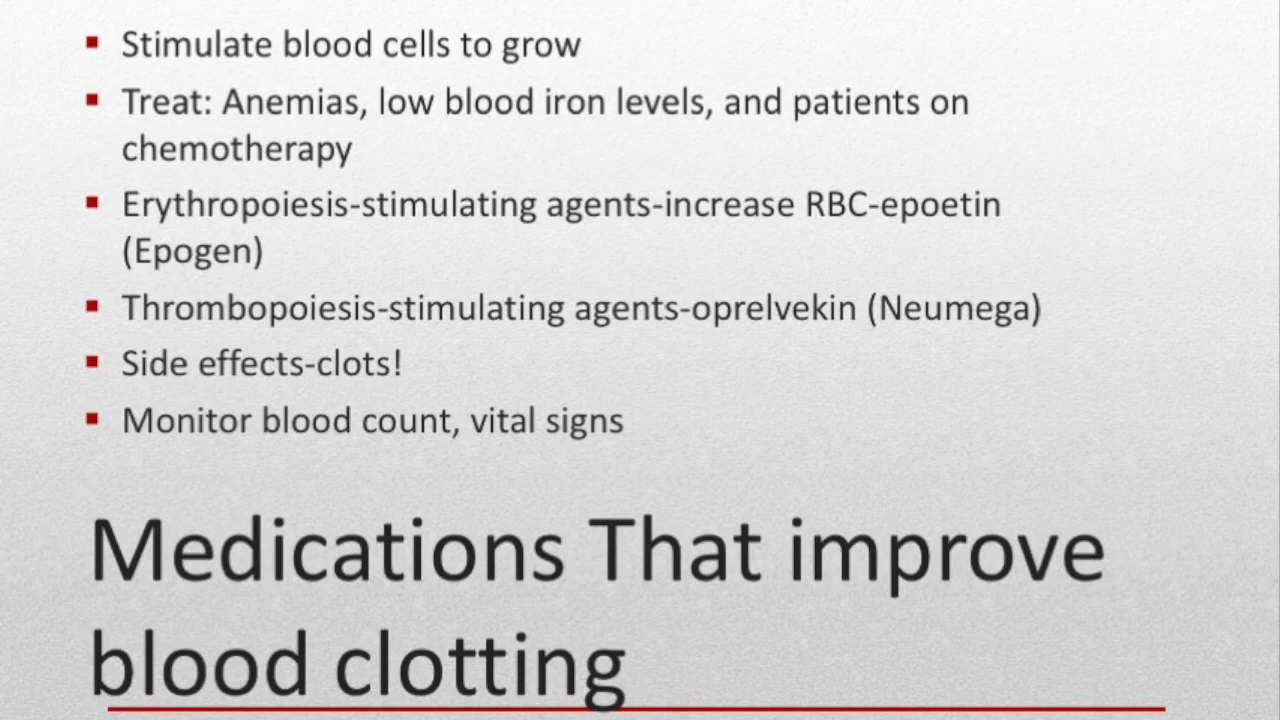 Stimulate blood cells to grow
Treat: Anemias, low blood iron levels, and patients on
chemotherapy
Erythropoiesis-stimulating agents-increase RBC-epoetin
(Epogen)
Thrombopoiesis-stimulating agents-oprelvekin (Neumega)
Side effects-clots!
Monitor blood count, vital signs
Medications That improve
blood clotting